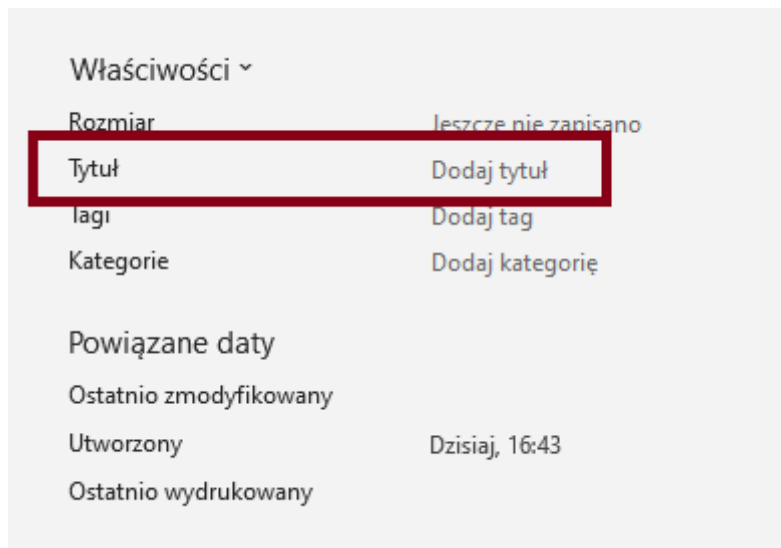 Właściwości
Rozmiar Jeszcze nie zapisano
Tytuł Dodaj tytuł
Tagi Dodaj tag
Kategorie Dodaj kategorię
Powiązane daty
Ostatnio zmodyfikowany
Utworzony Dzisiaj, 16:43
Ostatnio wydrukowany